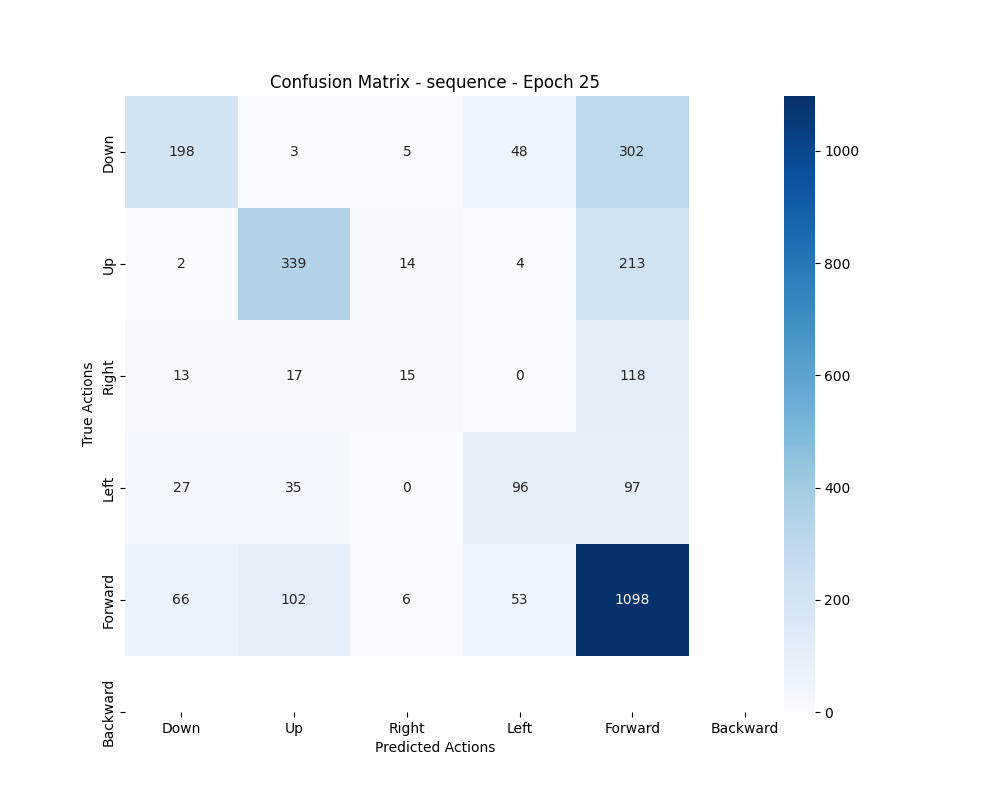 Confusion Matrix - sequence - Epoch 25
Down 198 3 5 48 302
Up 2 339 14 4 213
Right 13 17 15 0 118
Left 27 35 0 96 97
Forward 66 102 6 53 1098
Backward
Down Up Right Left Forward Backward
Predicted Actions
True Actions
1000
800
600
400
200
0